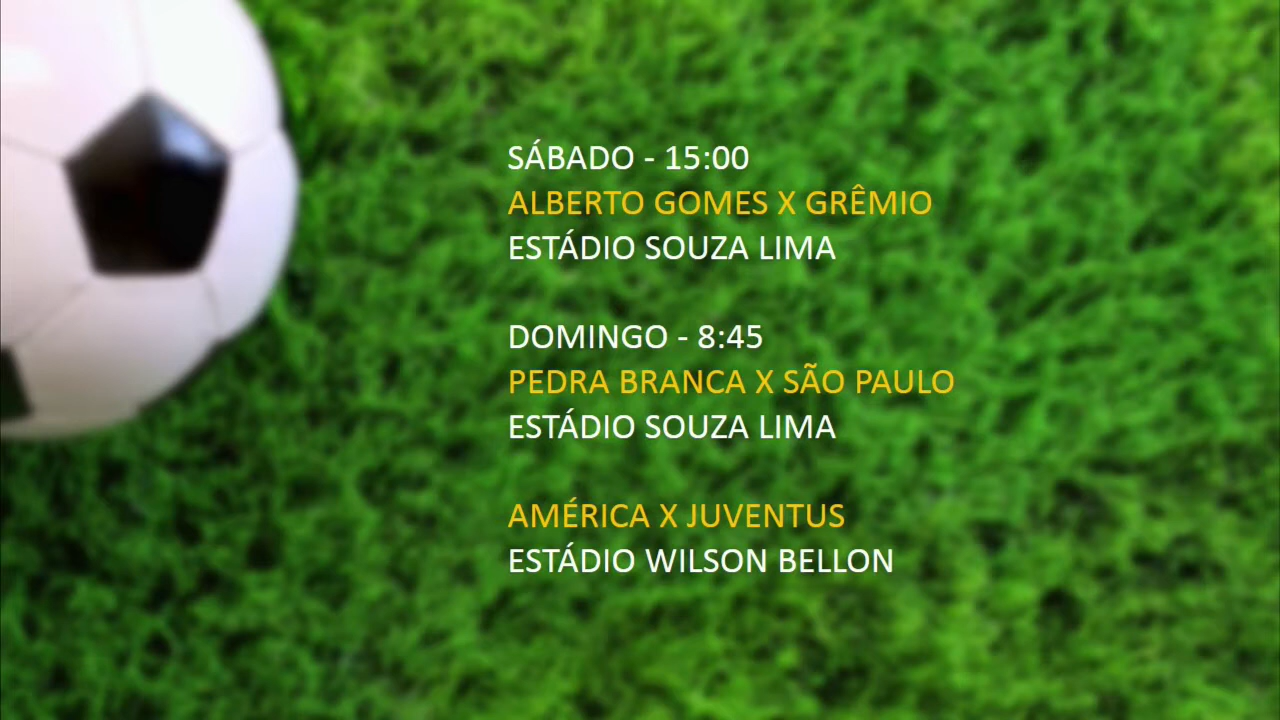 SÁBADO - 15:00
ALBERTO GOMES X GRÊMIO
ESTÁDIO SOUZA LIMA
DOMINGO - 8:45
PEDRA BRANCA X SÃO PAULO
ESTÁDIO SOUZA LIMA
AMÉRICA X JUVENTUS
ESTÁDIO WILSON BELLON